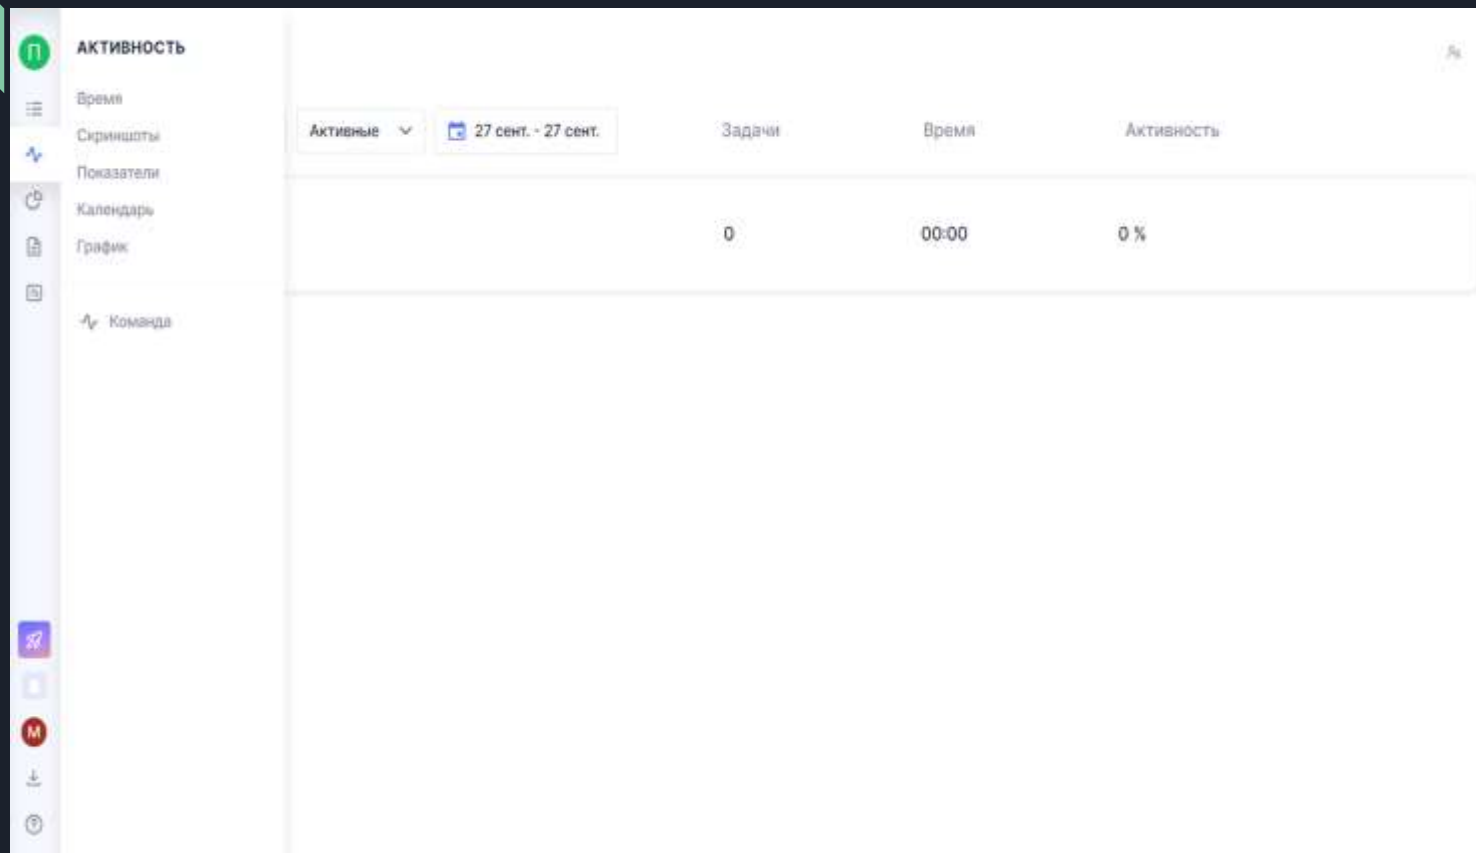 П
АКТИВНОСТЬ
Время
Скриншоты
Показатели
Календарь
График
Команда
Активные
27 сент. - 27 сент.
Задачи
Время
Активность
0
00:00
0 %
М